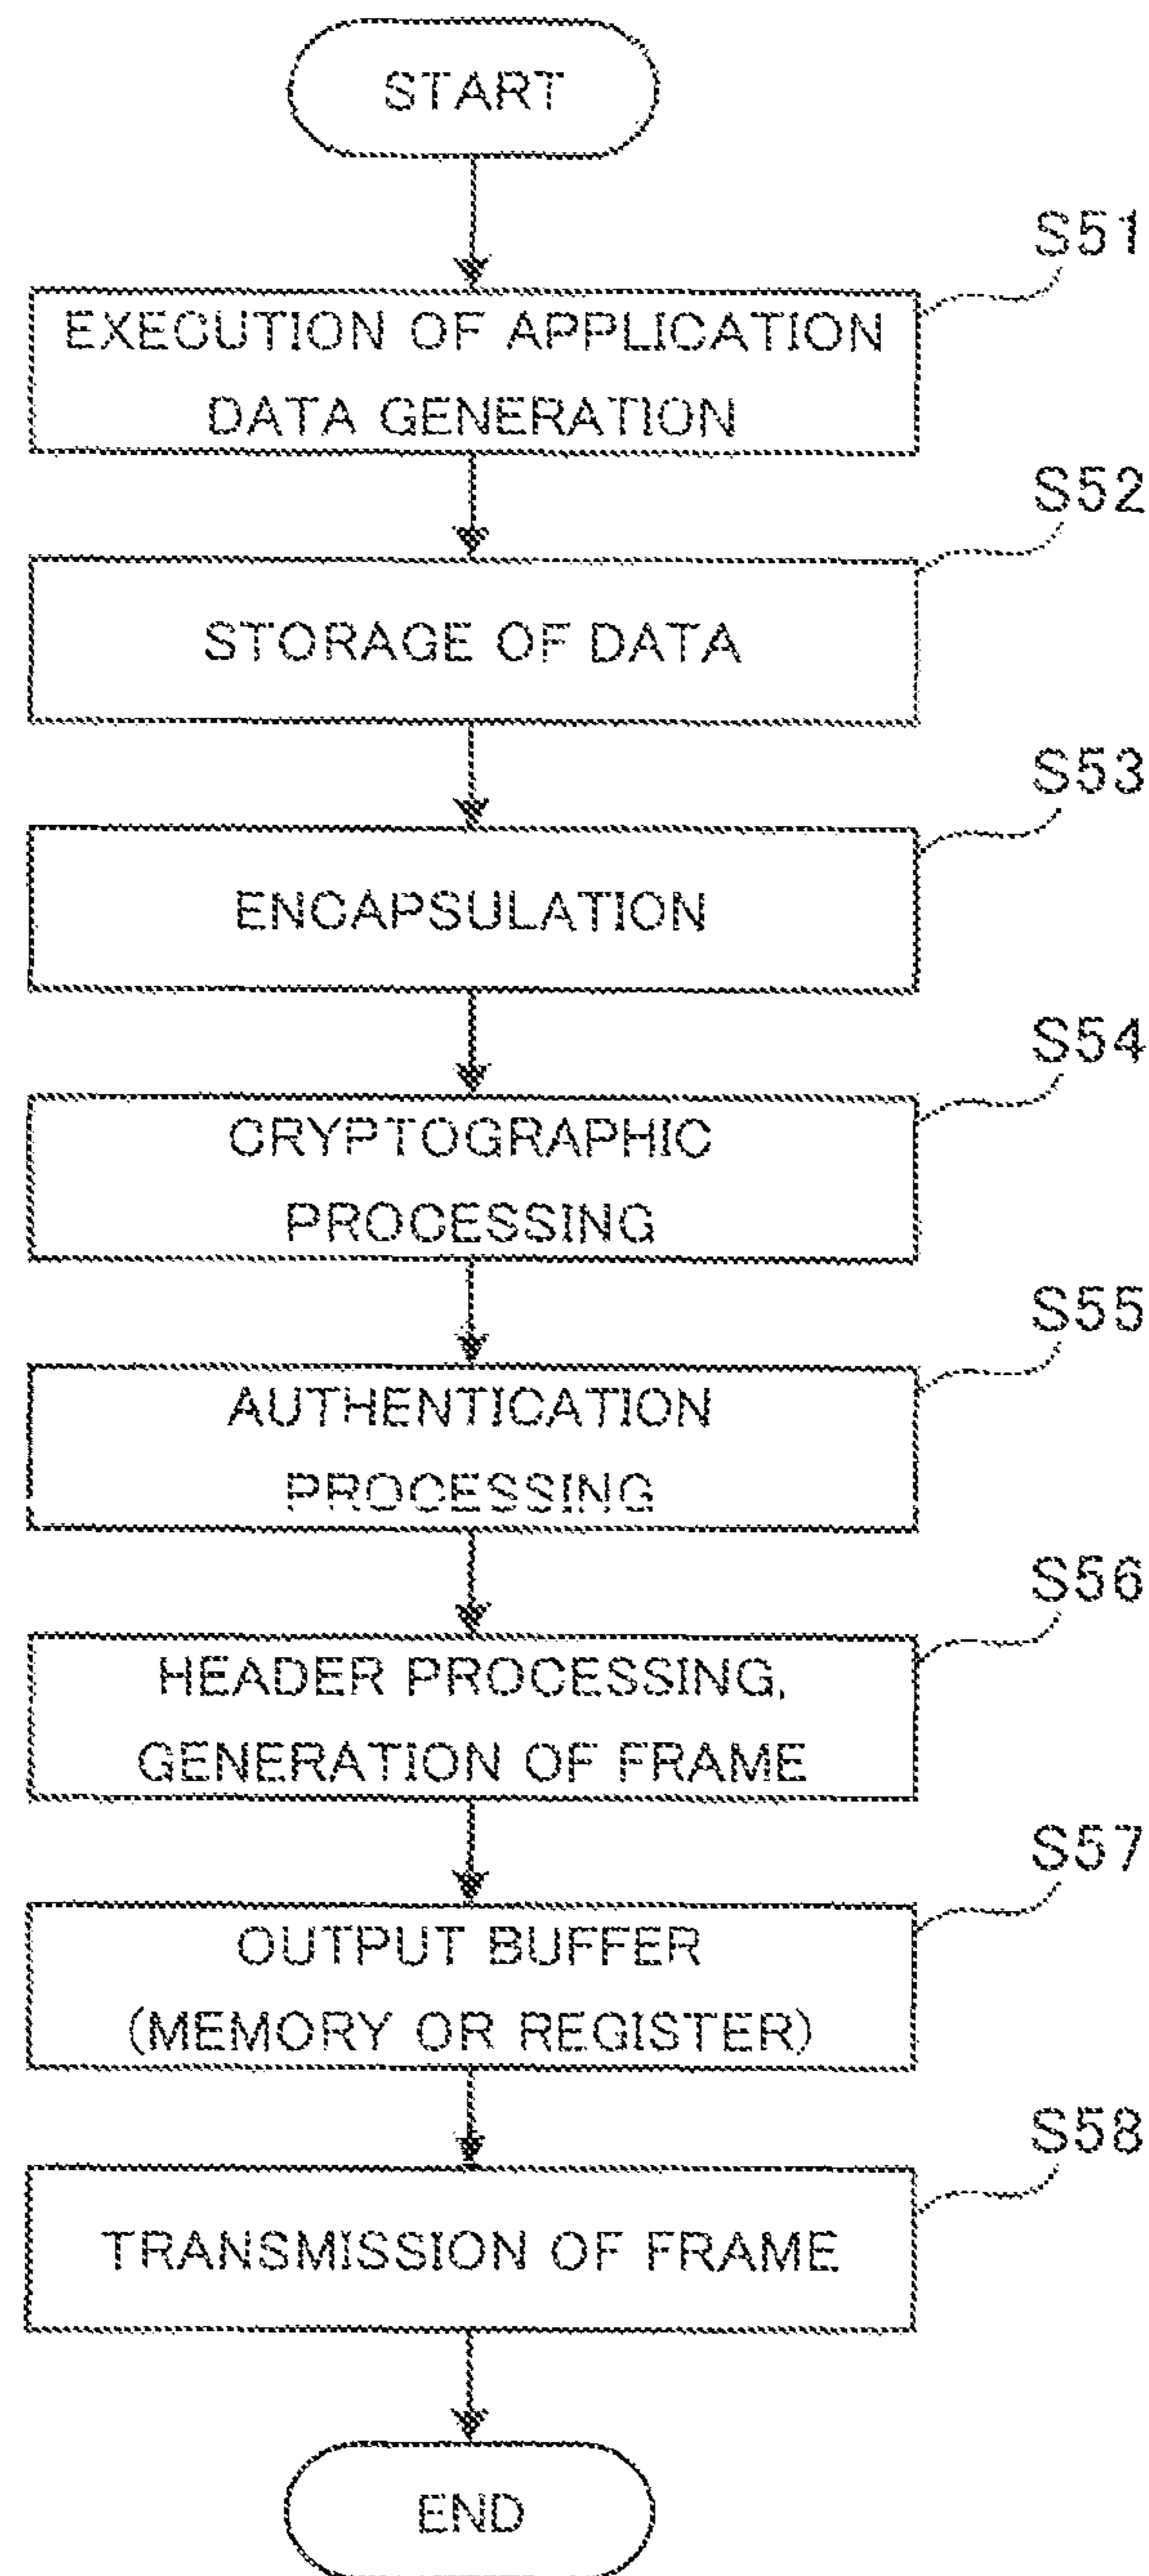 START
S51
EXECUTION OF APPLICATION
DATA GENERATION
S52
STORAGE OF DATA
S53
ENCAPSULATION
S54
CRYPTOGRAPHIC
PROCESSING
S55
AUTHENTICATION
PROCESSING
S56
HEADER PROCESSING,
GENERATION OF FRAME
S57
OUTPUT BUFFER
(MEMORY OR REGISTER)
S58
TRANSMISSION OF FRAME
END